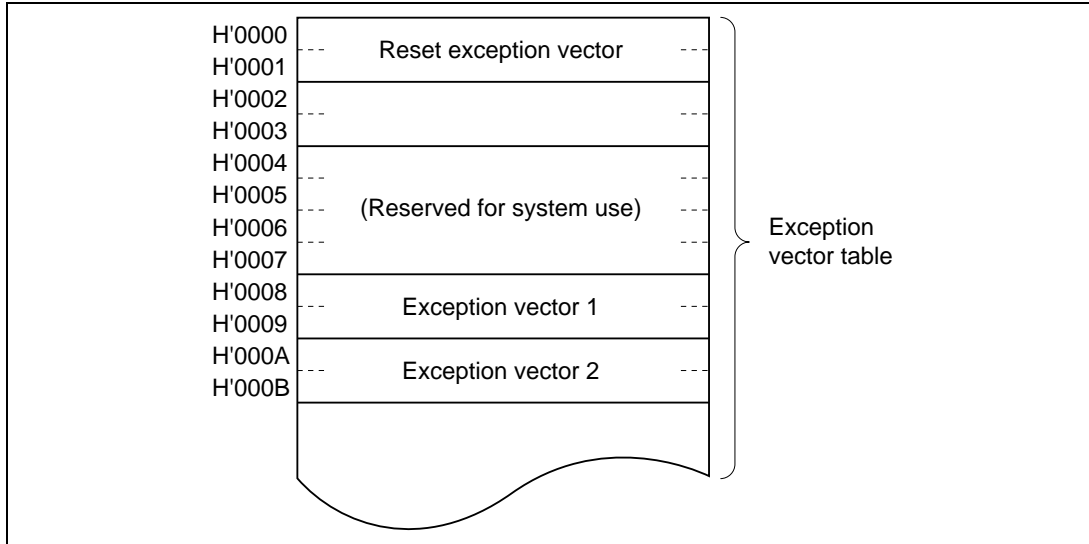 H'0000
H'0001
Reset exception vector
H'0002
H'0003
H'0004
H'0005
H'0006
H'0007
(Reserved for system use)
H'0008
H'0009
Exception vector 1
H'000A
H'000B
Exception vector 2
Exception
vector table